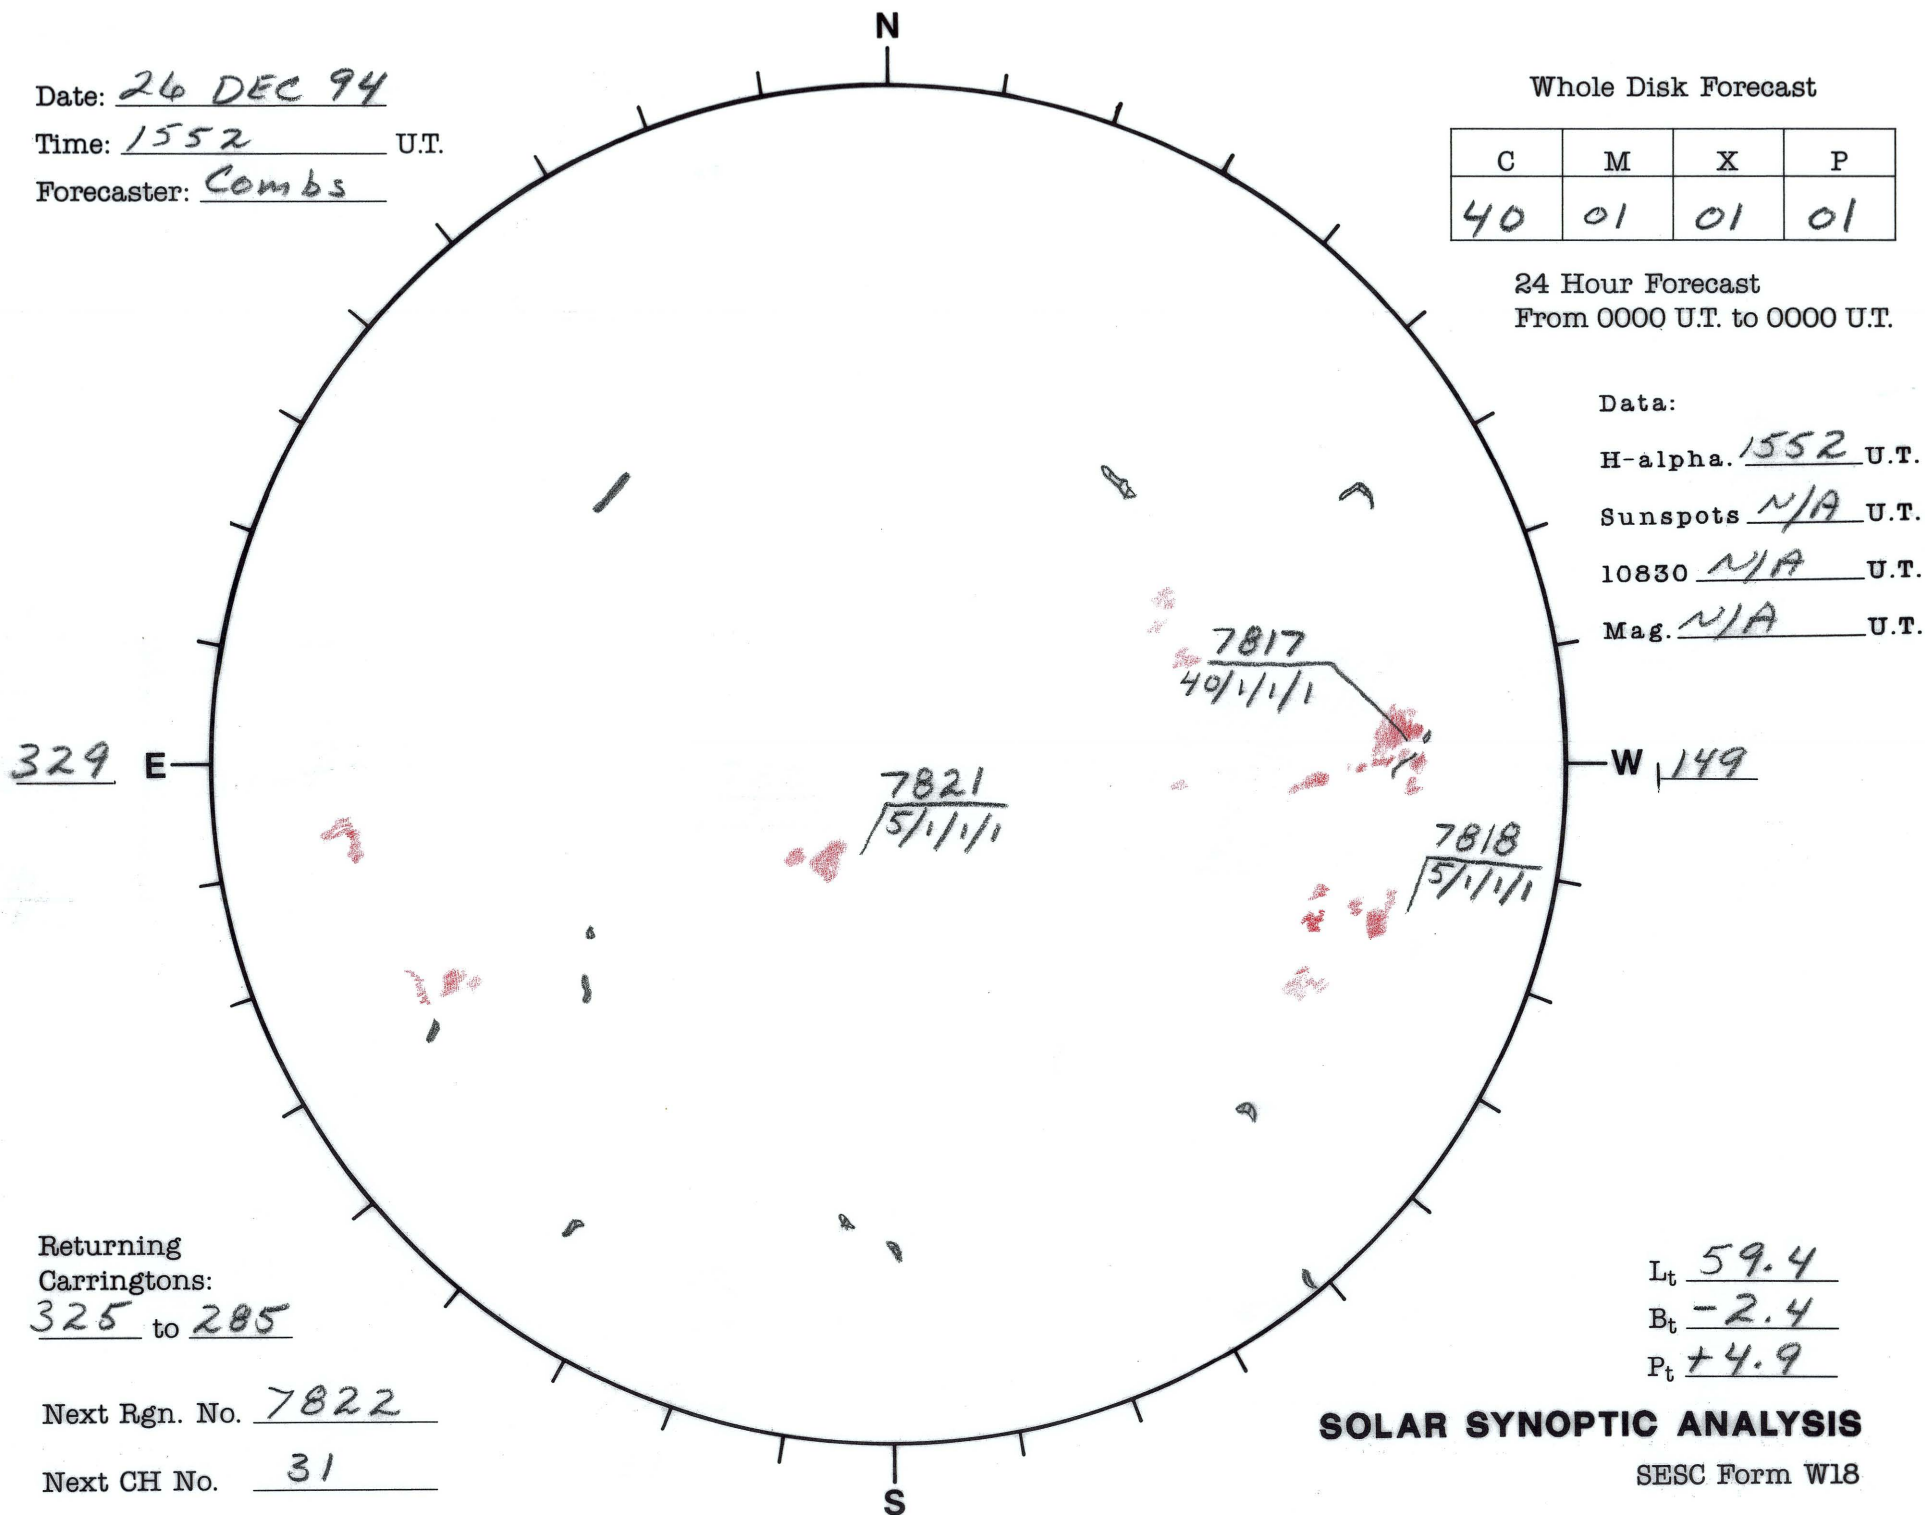 N
Date: 26 DEC 94
Time: 1552 U.T.
Forecaster: Combs
Whole Disk Forecast
C M X P
40 01 01 01
24 Hour Forecast
From 0000 U.T. to 0000 U.T.
Data:
H-alpha. 1552 U.T.
Sunspots N/A U.T.
10830 N/A U.T.
Mag. N/A U.T.
7817
40/1/1/1
329 E
W 149
7821
5/1/1/1
7818
5/1/1/1
Returning
Carringtons:
325 to 285
Next Rgn. No. 7822
Next CH No. 31
S
Lt 59.4
Bt -2.4
Pt +4.9
SOLAR SYNOPTIC ANALYSIS
SESC Form W18